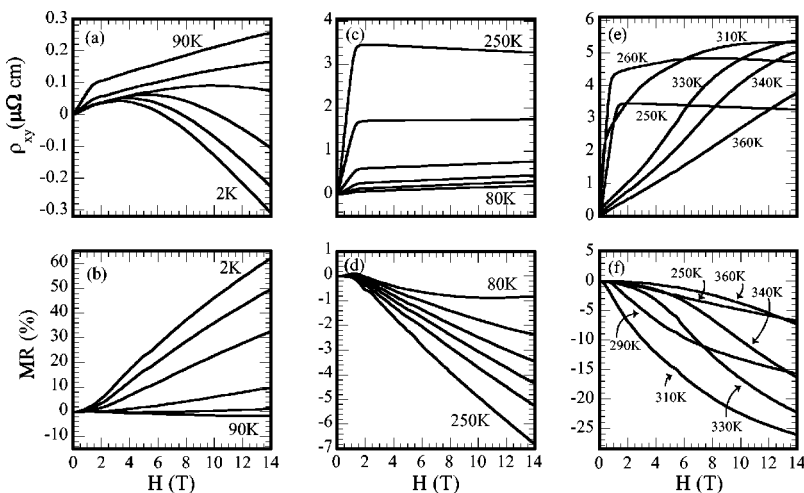 (a)
90K
2K
0.3
0.2
0.1
0
-0.1
-0.2
0.3
ρxy(μΩ cm)
(c)
250K
80K
4
3
2
1
0
(e)
310K
260K
330K
340K
250K
360K
6
5
4
3
2
1
0
(b)
2K
90K
60
50
40
30
20
10
0
-10
MR (%)
0 2 4 6 8 10 12 14
H (T)
(d)
80K
250K
1
0
-1
-2
-3
-4
-5
-6
-7
0 2 4 6 8 10 12 14
H (T)
(f)
250K
360K
340K
290K
310K
330K
5
0
-5
-10
-15
-20
-25
0 2 4 6 8 10 12 14
H (T)